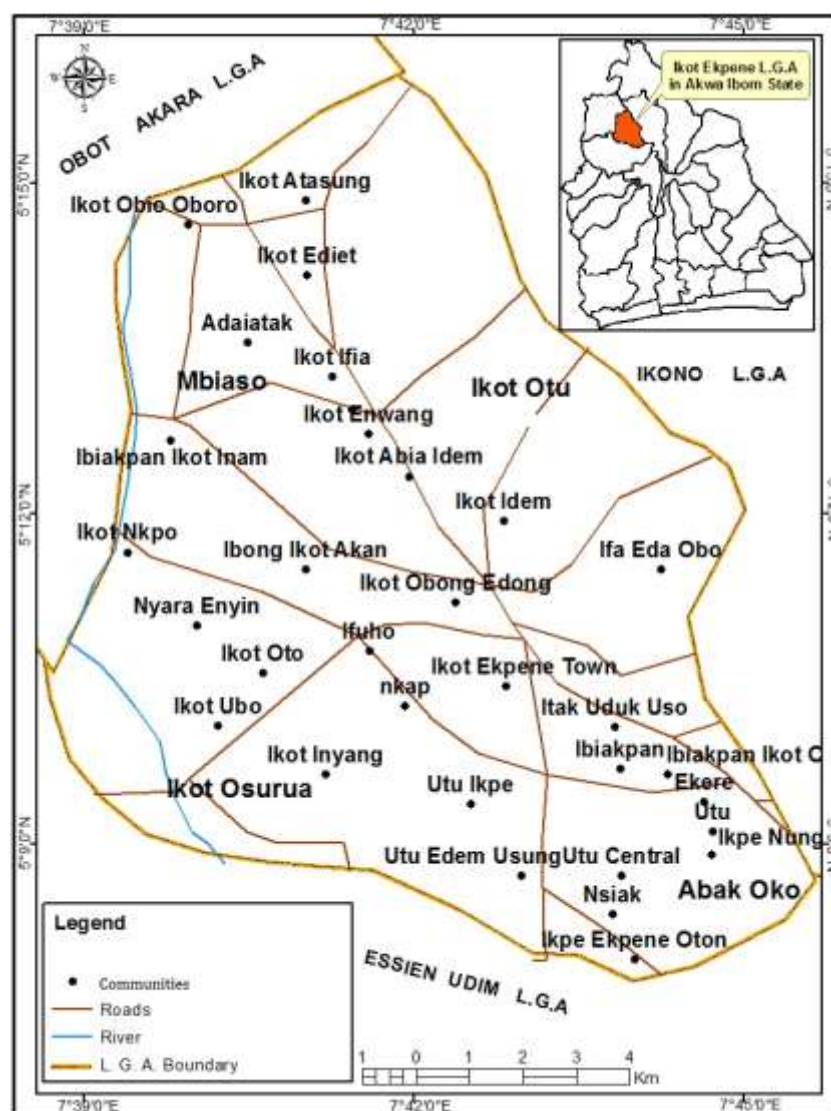 7°39'0"E
7°42'0"E
7°45'0"E
N
E
S
OBOT AKARA L.G.A
Ikot Ekpene L.G.A
in Akwa Ibom State
5°15'0"N
Ikot Atasung
Ikot Obio Oboro
Ikot Ediet
Adaiatak
Ikot Ifia
Mbiaso
Ikot Otu
IKONO L.G.A
Ikot Enwang
Ibiakpan Ikot Inam
Ikot Abia Idem
Ikot Idem
5°12'0"N
Ikot Nkpo
Ibong Ikot Akan
Ifa Eda Obo
Ikot Obong Edong
Nyara Enyin
Ifuho
Ikot Oto
Ikot Ekpene Town
nkap
Ikot Ubo
Itak Uduk Uso
Ikot Inyang
Ibiakpan
Ibiakpan Ikot
Ikot Osurua
Utu Ikpe
Ekere
Utu
5°9'0"N
Ikpe Nung
Utu Edem Usung
Utu Central
Abak Oko
Nsiak
Ikpe Ekpene Oton
ESSIEN UDIM L.G.A
Legend
Communities
Roads
River
L. G. A. Boundary
1 0 1 2 3 4
Km
7°39'0"E
7°42'0"E
7°45'0"E